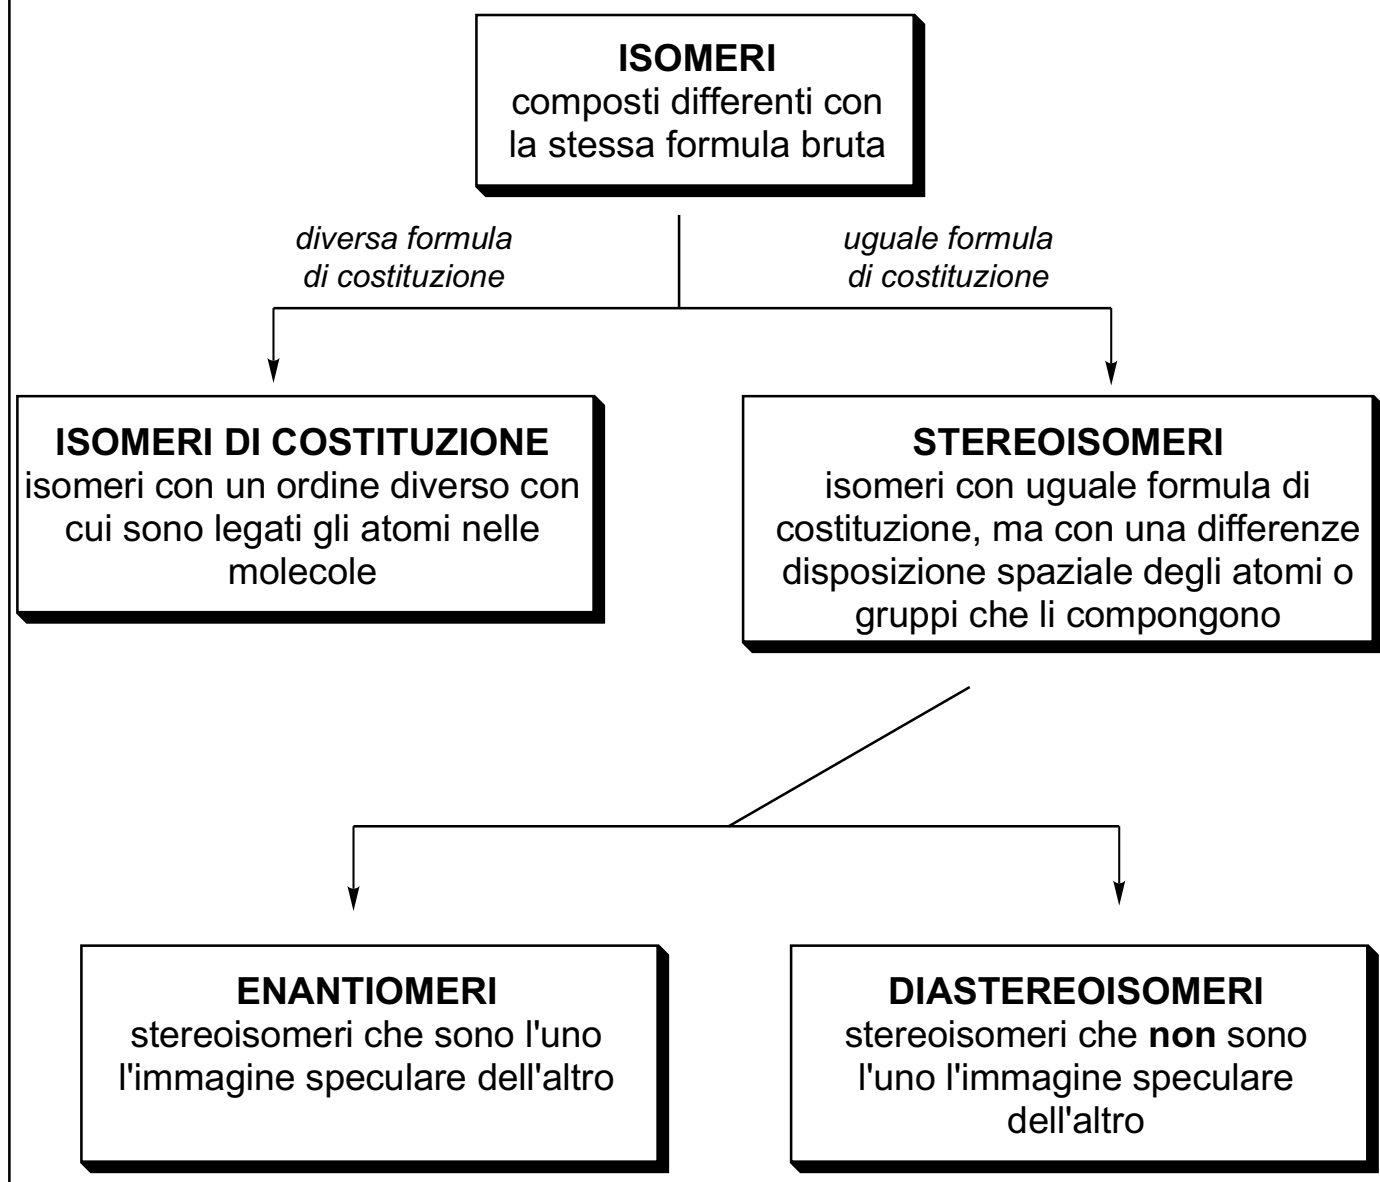 ISOMERI
composti differenti con
la stessa formula bruta
diversa formula
di costituzione
uguale formula
di costituzione
ISOMERI DI COSTITUZIONE
isomeri con un ordine diverso con
cui sono legati gli atomi nelle
molecole
STEREOISOMERI
isomeri con uguale formula di
costituzione, ma con una differenze
disposizione spaziale degli atomi o
gruppi che li compongono
ENANTIOMERI
stereoisomeri che sono l'uno
l'immagine speculare dell'altro
DIASTEREOISOMERI
stereoisomeri che non sono
l'uno l'immagine speculare
dell'altro